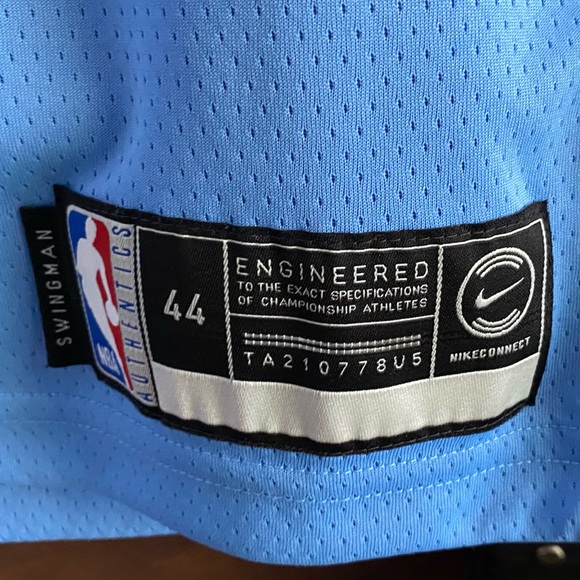 SWINGMAN
NBA
AUTHENTICS
44
ENGINEERED
TO THE EXACT SPECIFICATIONS
OF CHAMPIONSHIP ATHLETES
TA210778U5
NIKECONNECT